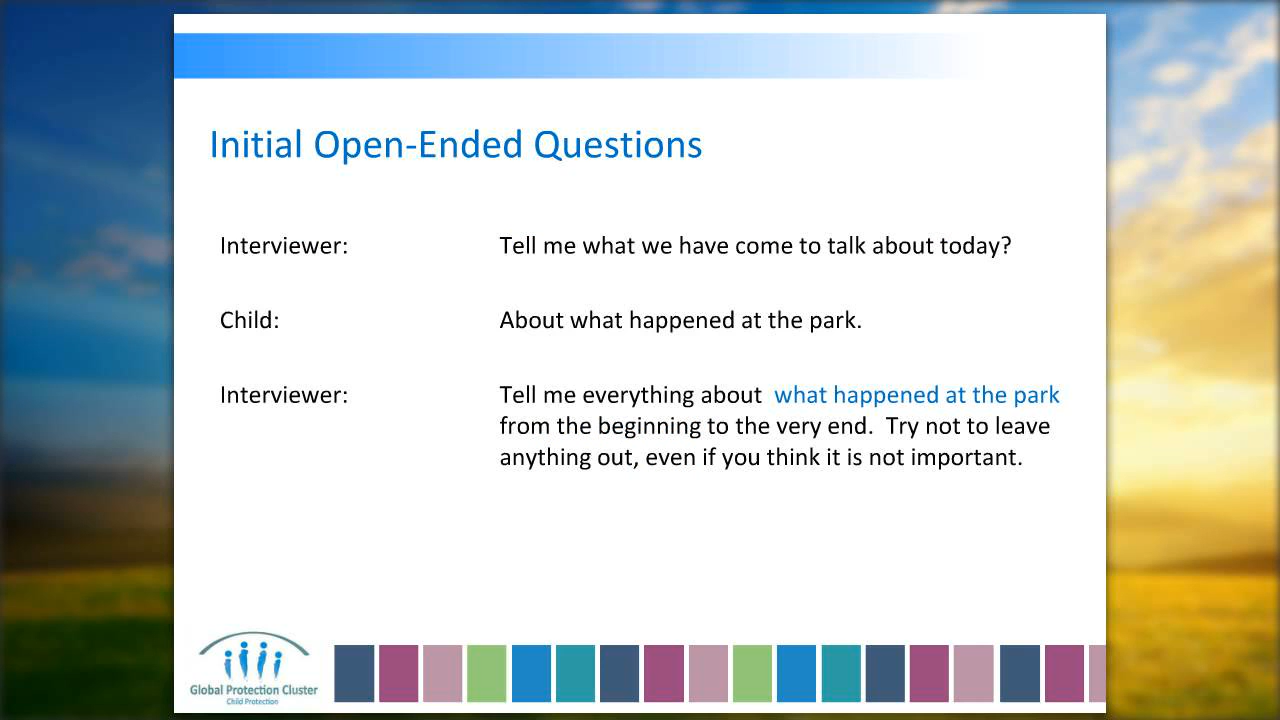 Initial Open-Ended Questions
Interviewer: Tell me what we have come to talk about today?
Child: About what happened at the park.
Interviewer: Tell me everything about  what happened at the park
from the beginning to the very end.  Try not to leave
anything out, even if you think it is not important.
Global Protection Cluster
Child Protection